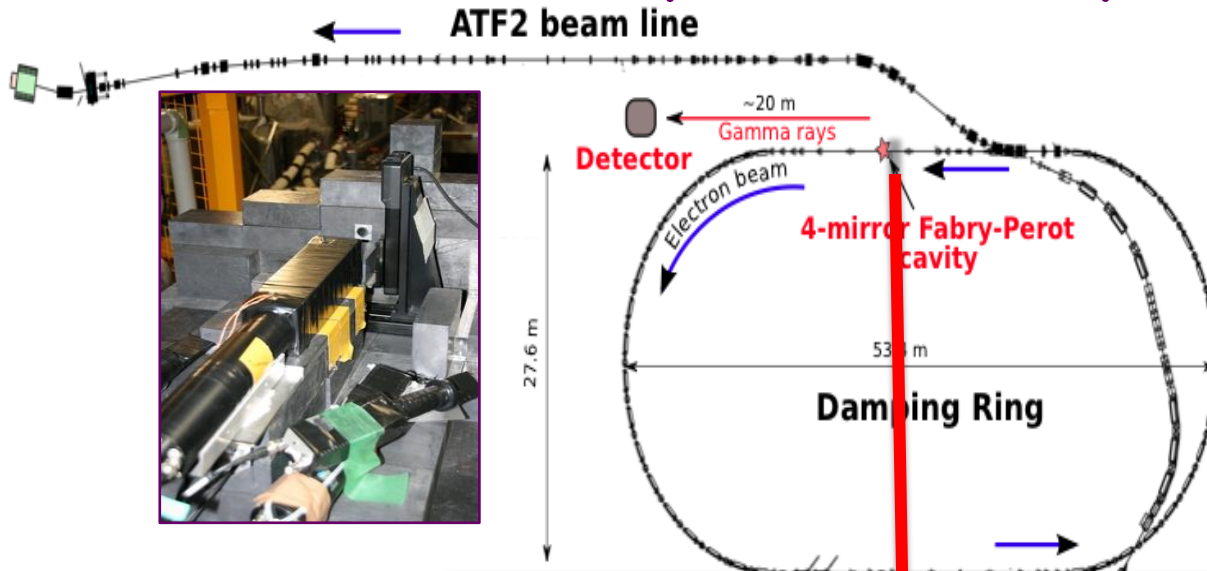 ATF2 beam line
~20 m
Gamma rays
Detector
Electron beam
4-mirror Fabry-Perot
cavity
27.6 m
m
Damping Ring